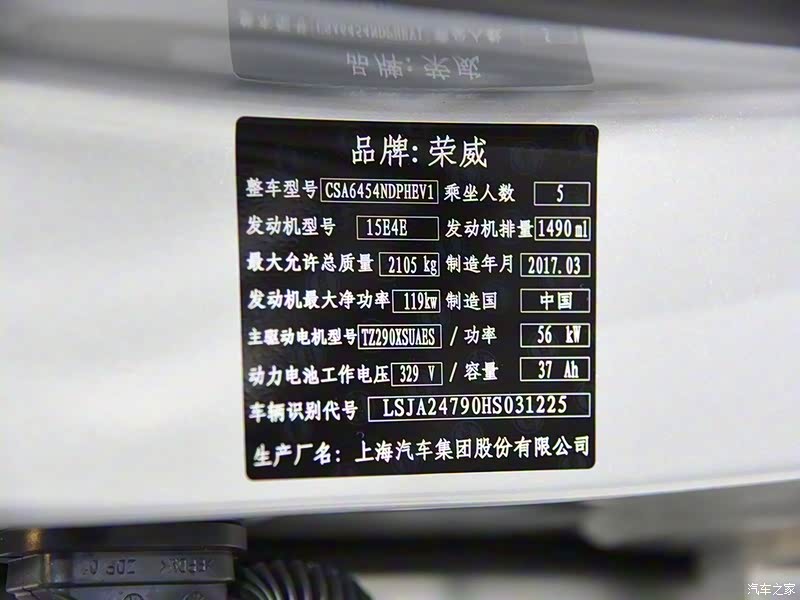 品牌: 荣威
整车型号 CSA6454NDPHEV1 乘坐人数 5
发动机型号 15E4E 发动机排量 1490 ml
最大允许总质量 2105 kg 制造年月 2017.03
发动机最大净功率 119kw 制造国 中国
主驱动电机型号 TZ290XSUAES / 功率 56 kW
动力电池工作电压 329 V / 容量 37 Ah
车辆识别代号 LSJA24790HS031225
生产厂名: 上海汽车集团股份有限公司
汽车之家